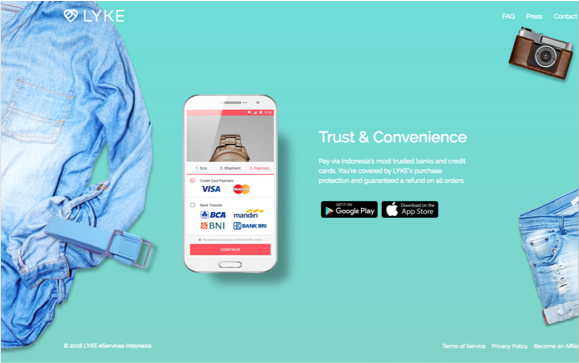 LYKE
FAQ Press Contact
Trust & Convenience
Pay via Indonesia's most trusted banks and credit
cards. You're covered by LYKE's purchase
protection and guaranteed a refund on all orders.
GET IT ON
Google Play
Download on the
App Store
1. Size 2. Shipment 3. Payment
Credit Card Payment
VISA MasterCard
Bank Transfer
BCA mandiri
BNI BANK BRI
CONTINUE
© 2016 LYKE eServices Indonesia
Terms of Service Privacy Policy Become an Affilia